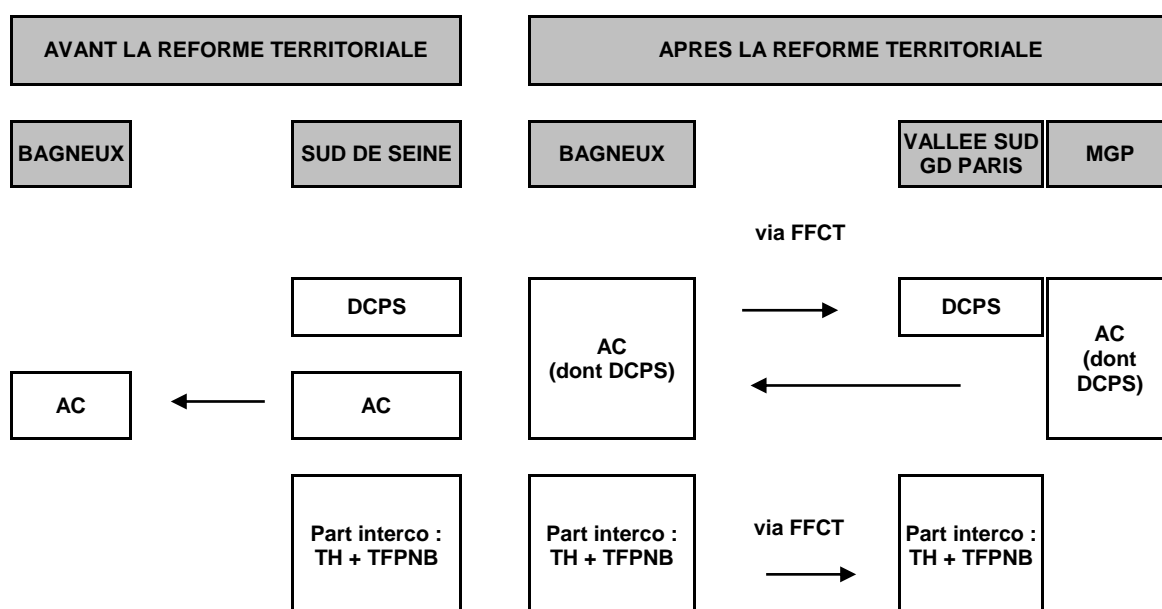 AVANT LA REFORME TERRITORIALE
APRES LA REFORME TERRITORIALE
BAGNEUX
SUD DE SEINE
BAGNEUX
VALLEE SUD
GD PARIS
MGP
via FFCT
DCPS
AC
(dont DCPS)
DCPS
AC
(dont
DCPS)
AC
AC
Part interco :
TH + TFPNB
Part interco :
TH + TFPNB
via FFCT
Part interco :
TH + TFPNB